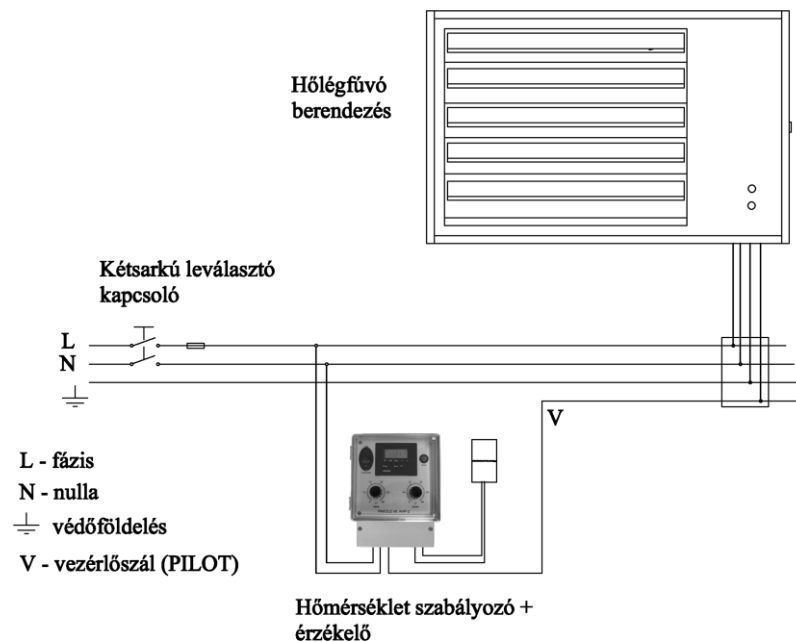 Hőlégfúvó
berendezés
Kétsarkú leválasztó
kapcsoló
L
N
V
L - fázis
N - nulla
védőföldelés
V - vezérlőszál (PILOT)
Hőmérséklet szabályozó +
érzékelő